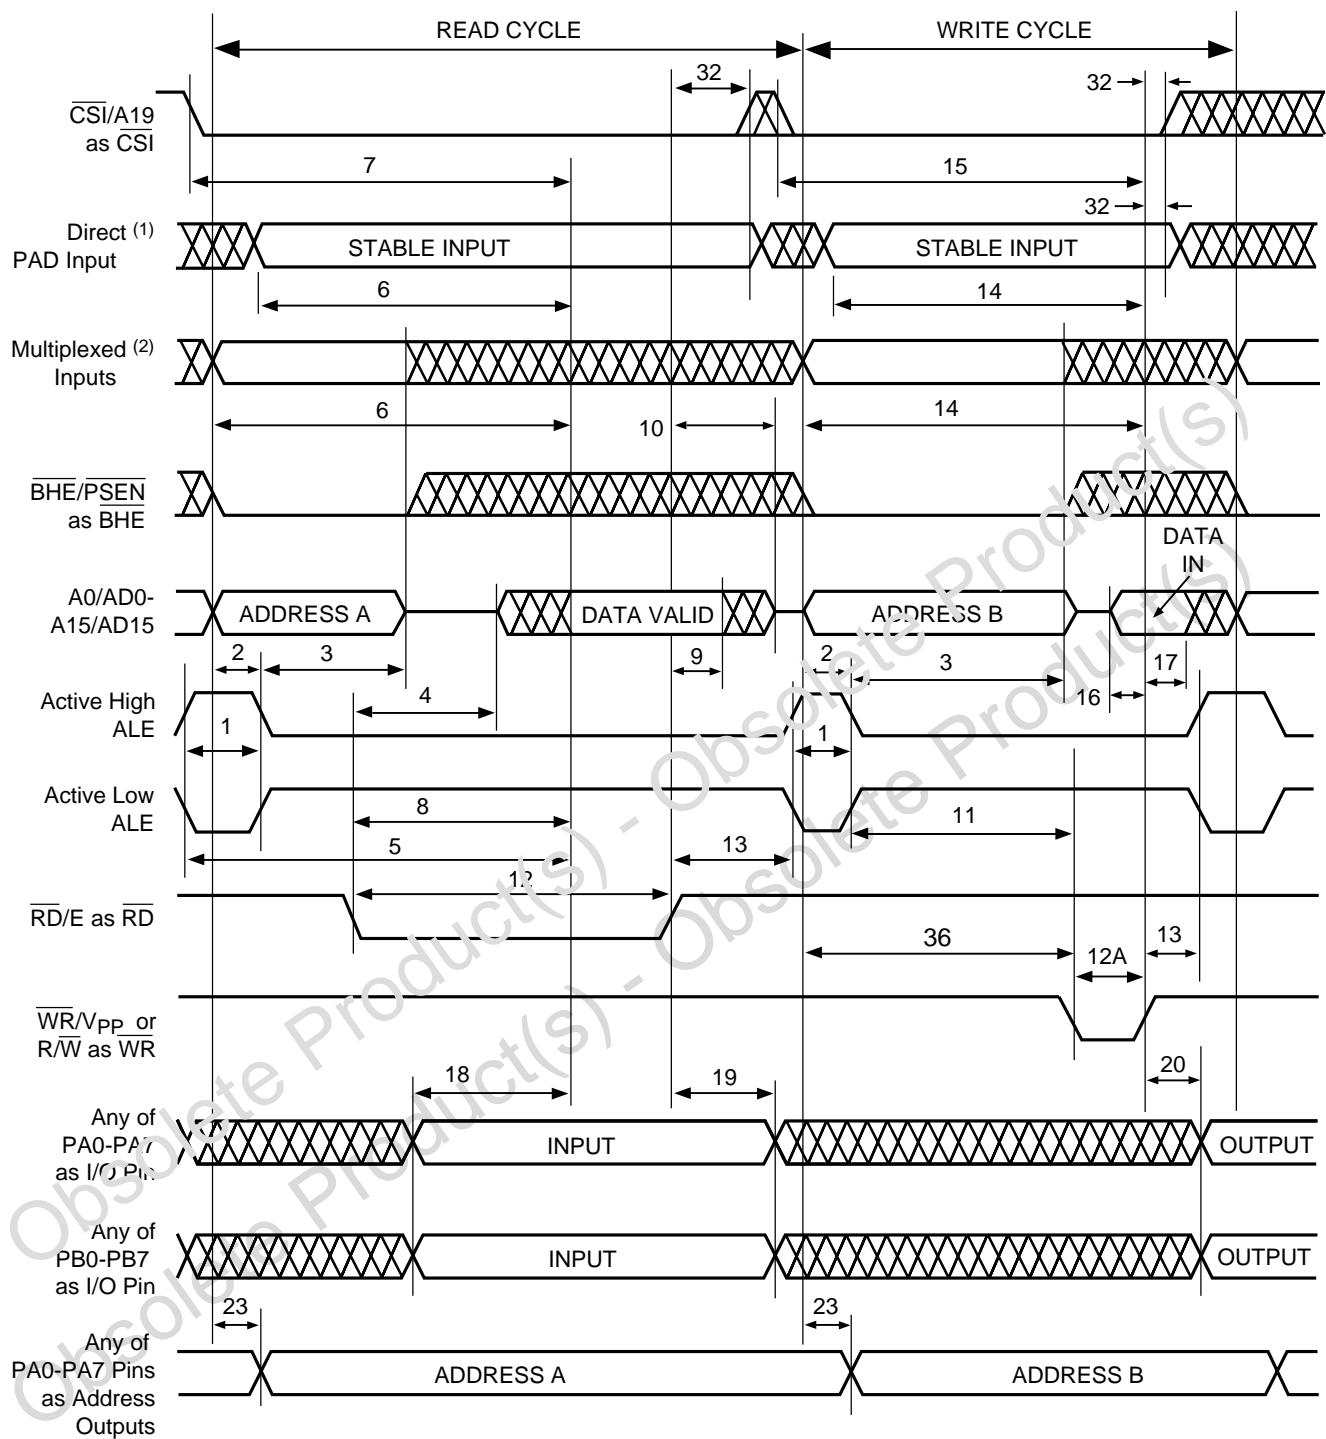 READ CYCLE WRITE CYCLE
32 32
CSI/A19
as CSI
7 15
32
Direct (1)
PAD Input
STABLE INPUT STABLE INPUT
6 14
Multiplexed (2)
Inputs
6 10 14
BHE/PSEN
as BHE
DATA
IN
A0/AD0-
A15/AD15
ADDRESS A DATA VALID ADDRESS B
2 3 9 2 3 17
4 16
Active High
ALE
1 1
Active Low
ALE
8 11
5 13
12
RD/E as RD
36 12A 13
WR/VPP or
R/W as WR
18 19 20
Any of
PA0-PA7
as I/O Pin
INPUT OUTPUT
Any of
PB0-PB7
as I/O Pin
INPUT OUTPUT
23 23
Any of
PA0-PA7 Pins
as Address
Outputs
ADDRESS A ADDRESS B
Obsolete Product(s) - Obsolete Product(s)
Obsolete Product(s) - Obsolete Product(s)